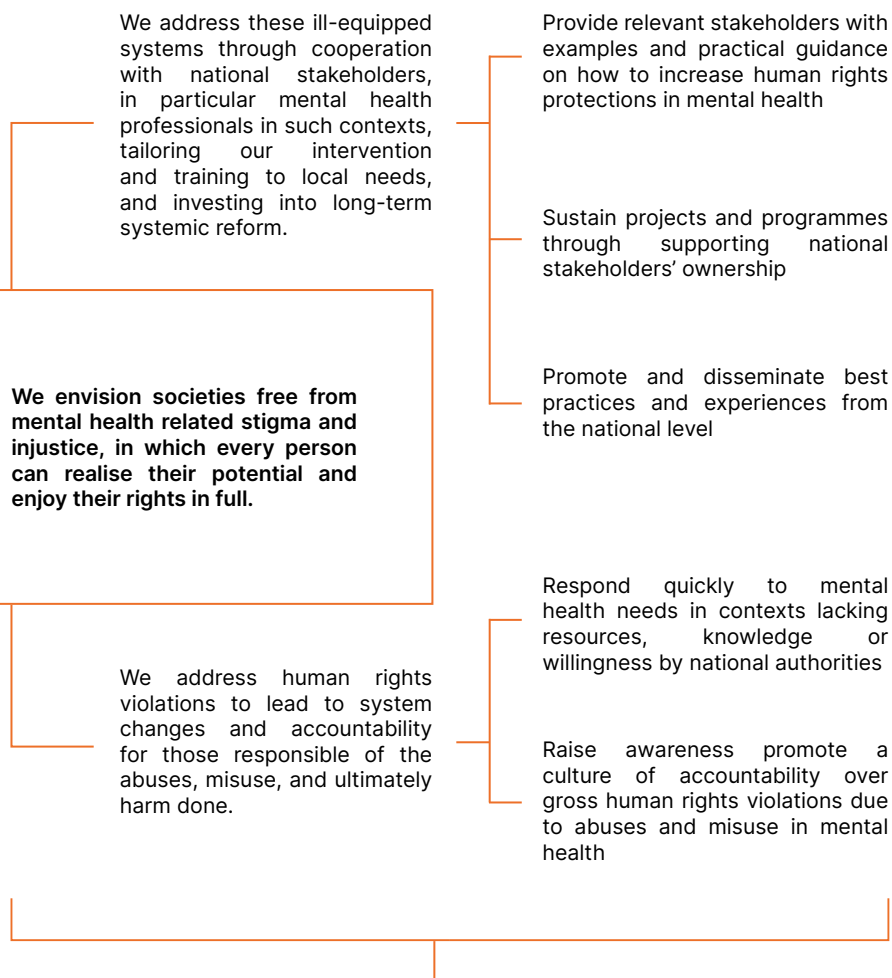 We address these ill-equipped
systems through cooperation
with national stakeholders,
in particular mental health
professionals in such contexts,
tailoring our intervention
and training to local needs,
and investing into long-term
systemic reform.
Provide relevant stakeholders with
examples and practical guidance
on how to increase human rights
protections in mental health
Sustain projects and programmes
through supporting national
stakeholders’ ownership
Promote and disseminate best
practices and experiences from
the national level
We envision societies free from
mental health related stigma and
injustice, in which every person
can realise their potential and
enjoy their rights in full.
We address human rights
violations to lead to system
changes and accountability
for those responsible of the
abuses, misuse, and ultimately
harm done.
Respond quickly to mental
health needs in contexts lacking
resources, knowledge or
willingness by national authorities
Raise awareness promote a
culture of accountability over
gross human rights violations due
to abuses and misuse in mental
health